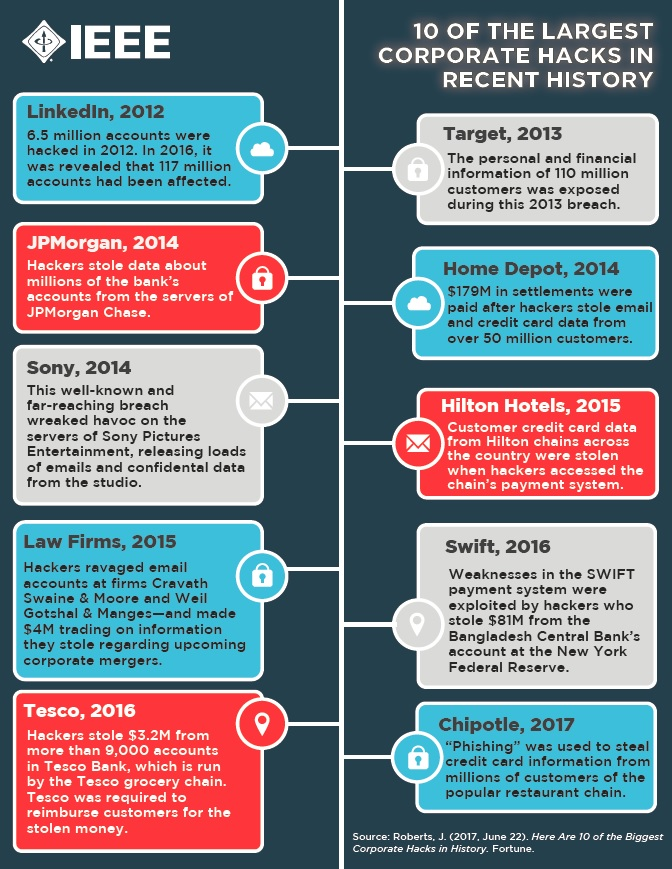 IEEE
10 OF THE LARGEST
CORPORATE HACKS IN
RECENT HISTORY
LinkedIn, 2012
6.5 million accounts were
hacked in 2012. In 2016, it
was revealed that 117 million
accounts had been affected.
Target, 2013
The personal and financial
information of 110 million
customers was exposed
during this 2013 breach.
JPMorgan, 2014
Hackers stole data about
millions of the bank's
accounts from the servers of
JPMorgan Chase.
Home Depot, 2014
$179M in settlements were
paid after hackers stole email
and credit card data from
over 50 million customers.
Sony, 2014
This well-known and
far-reaching breach
wreaked havoc on the
servers of Sony Pictures
Entertainment, releasing loads
of emails and confidental data
from the studio.
Hilton Hotels, 2015
Customer credit card data
from Hilton chains across
the country were stolen
when hackers accessed the
chain's payment system.
Law Firms, 2015
Hackers ravaged email
accounts at firms Cravath
Swaine & Moore and Weil
Gotshal & Manges—and made
$4M trading on information
they stole regarding upcoming
corporate mergers.
Swift, 2016
Weaknesses in the SWIFT
payment system were
exploited by hackers who
stole $81M from the
Bangladesh Central Bank's
account at the New York
Federal Reserve.
Tesco, 2016
Hackers stole $3.2M from
more than 9,000 accounts
in Tesco Bank, which is run
by the Tesco grocery chain.
Tesco was required to
reimburse customers for the
stolen money.
Chipotle, 2017
“Phishing” was used to steal
credit card information from
millions of customers of the
popular restaurant chain.
Source: Roberts, J. (2017, June 22). Here Are 10 of the Biggest
Corporate Hacks in History. Fortune.